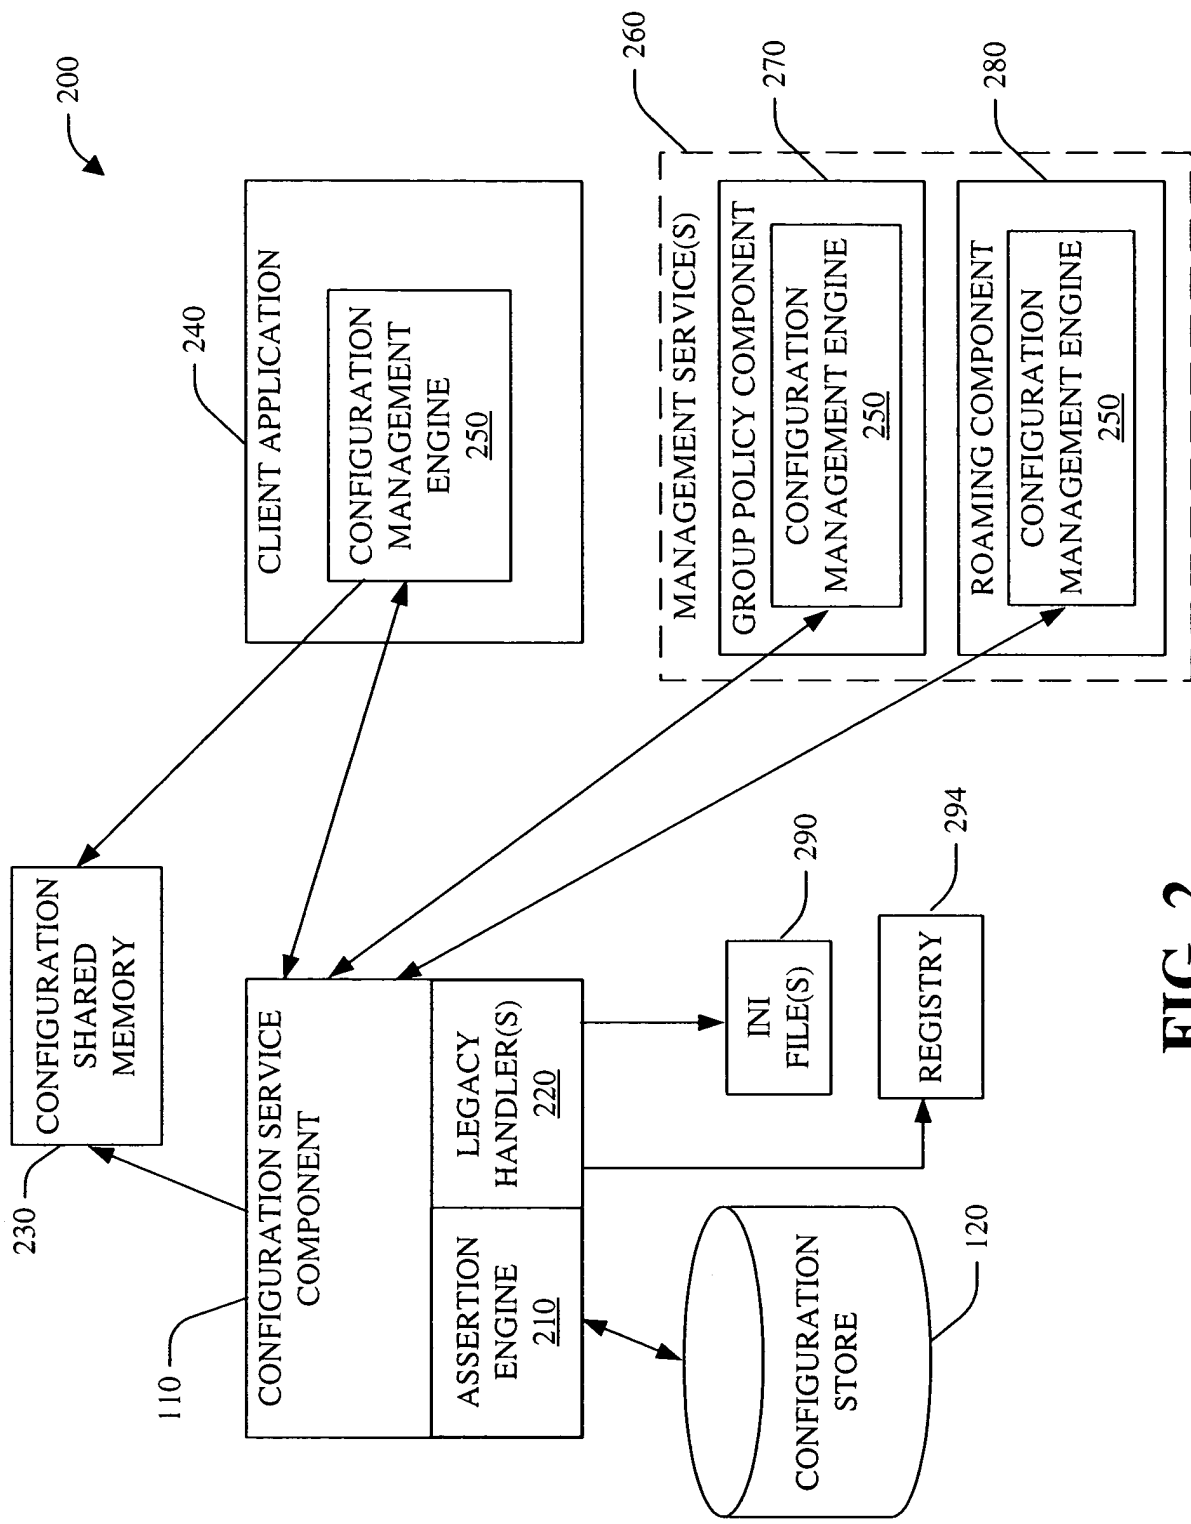 200
230
CONFIGURATION
SHARED
MEMORY
110
CONFIGURATION SERVICE
COMPONENT
ASSERTION
ENGINE
210
LEGACY
HANDLER(S)
220
240
CLIENT APPLICATION
CONFIGURATION
MANAGEMENT
ENGINE
250
260
MANAGEMENT SERVICE(S)
270
GROUP POLICY COMPONENT
CONFIGURATION
MANAGEMENT ENGINE
250
280
ROAMING COMPONENT
CONFIGURATION
MANAGEMENT ENGINE
250
CONFIGURATION
STORE
120
INI
FILE(S)
290
REGISTRY
294
FIG. 2